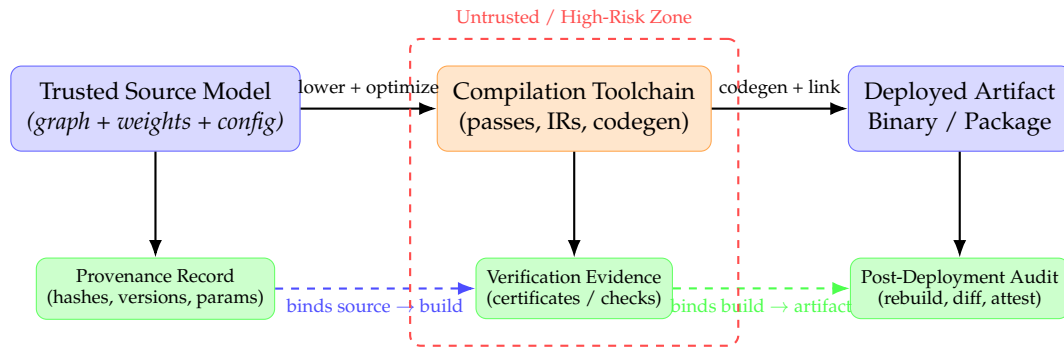 Untrusted / High-Risk Zone
Trusted Source Model
(graph + weights + config)
lower + optimize
Compilation Toolchain
(passes, IRs, codegen)
codegen + link
Deployed Artifact
Binary / Package
Provenance Record
(hashes, versions, params)
binds source → build
Verification Evidence
(certificates / checks)
binds build → artifact
Post-Deployment Audit
(rebuild, diff, attest)